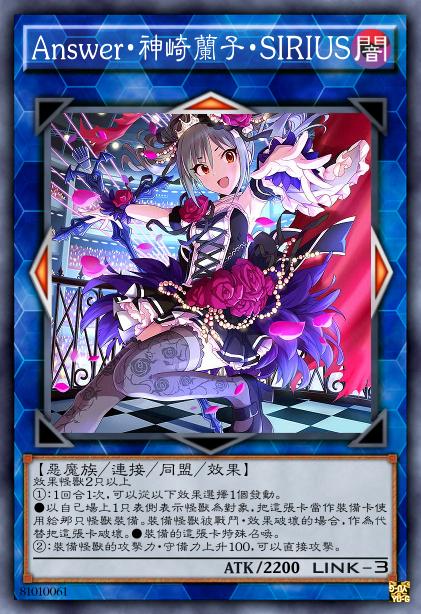 Answer・神崎蘭子・SIRIUS 闇
【惡魔族／連接／同盟／效果】
效果怪獸2只以上
①：1回合1次，可以從以下效果選擇1個發動。
●以自己場上1只表側表示怪獸為對象，把這張卡當作裝備卡使
用給那只怪獸裝備。裝備怪獸被戰鬥・效果破壞的場合，作為代
替把這張卡破壞。●裝備的這張卡特殊召喚。
②：裝備怪獸的攻擊力・守備力上升100，可以直接攻擊。
ATK/2200 LINK-3
81010061